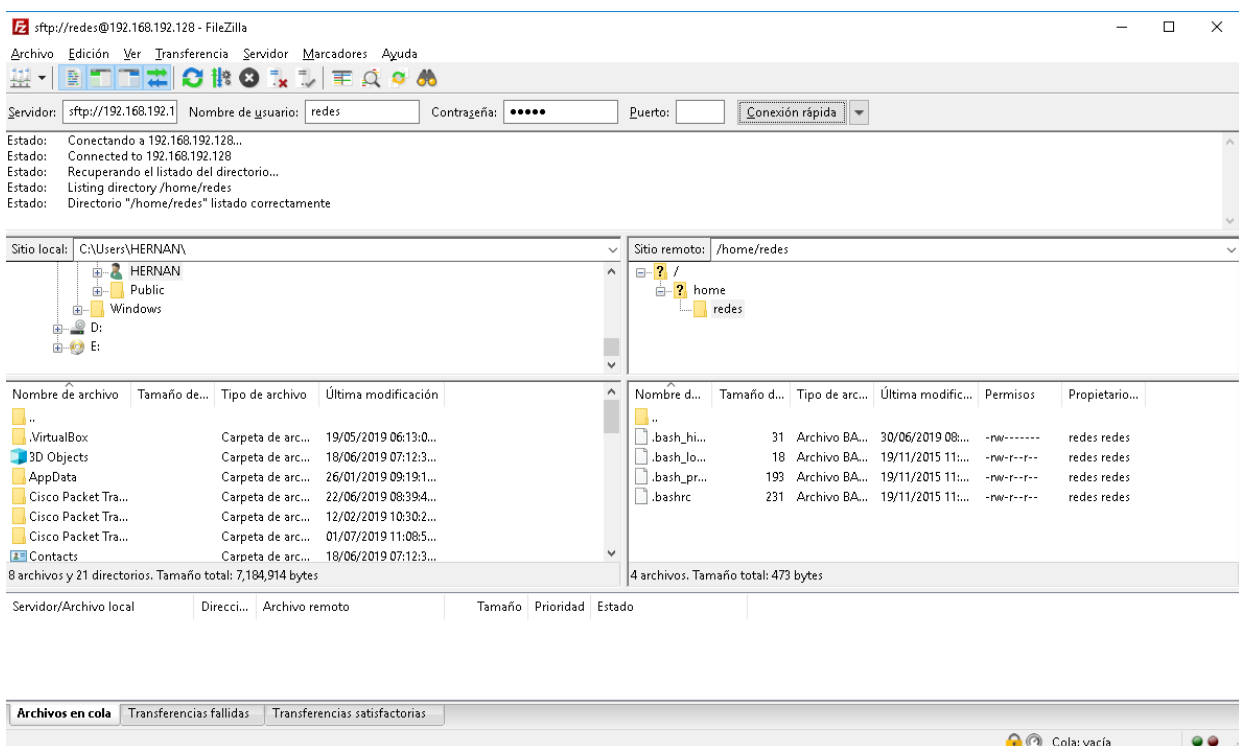 sftp://redes@192.168.192.128 - FileZilla
Archivo Edición Ver Transferencia Servidor Marcadores Ayuda
Servidor: sftp://192.168.192.1 Nombre de usuario: redes Contraseña: ●●●●● Puerto: Conexión rápida
Estado: Conectando a 192.168.192.128...
Estado: Connected to 192.168.192.128
Estado: Recuperando el listado del directorio...
Estado: Listing directory /home/redes
Estado: Directorio "/home/redes" listado correctamente
Sitio local: C:\Users\HERNAN\
HERNAN
Public
Windows
D:
E:
Sitio remoto: /home/redes
/
home
redes
Nombre de archivo Tamaño de... Tipo de archivo Última modificación
..
.VirtualBox Carpeta de arc... 19/05/2019 06:13:0...
3D Objects Carpeta de arc... 18/06/2019 07:12:3...
AppData Carpeta de arc... 26/01/2019 09:19:1...
Cisco Packet Tra... Carpeta de arc... 22/06/2019 08:39:4...
Cisco Packet Tra... Carpeta de arc... 12/02/2019 10:30:2...
Cisco Packet Tra... Carpeta de arc... 01/07/2019 11:08:5...
Contacts Carpeta de arc... 18/06/2019 07:12:3...
8 archivos y 21 directorios. Tamaño total: 7,184,914 bytes
Nombre d... Tamaño d... Tipo de arc... Última modific... Permisos Propietario...
..
.bash_hi... 31 Archivo BA... 30/06/2019 08:... -rw------- redes redes
.bash_lo... 18 Archivo BA... 19/11/2015 11:... -rw-r--r-- redes redes
.bash_pr... 193 Archivo BA... 19/11/2015 11:... -rw-r--r-- redes redes
.bashrc 231 Archivo BA... 19/11/2015 11:... -rw-r--r-- redes redes
4 archivos. Tamaño total: 473 bytes
Servidor/Archivo local Direcci... Archivo remoto Tamaño Prioridad Estado
Archivos en cola Transferencias fallidas Transferencias satisfactorias
Cola: vacía